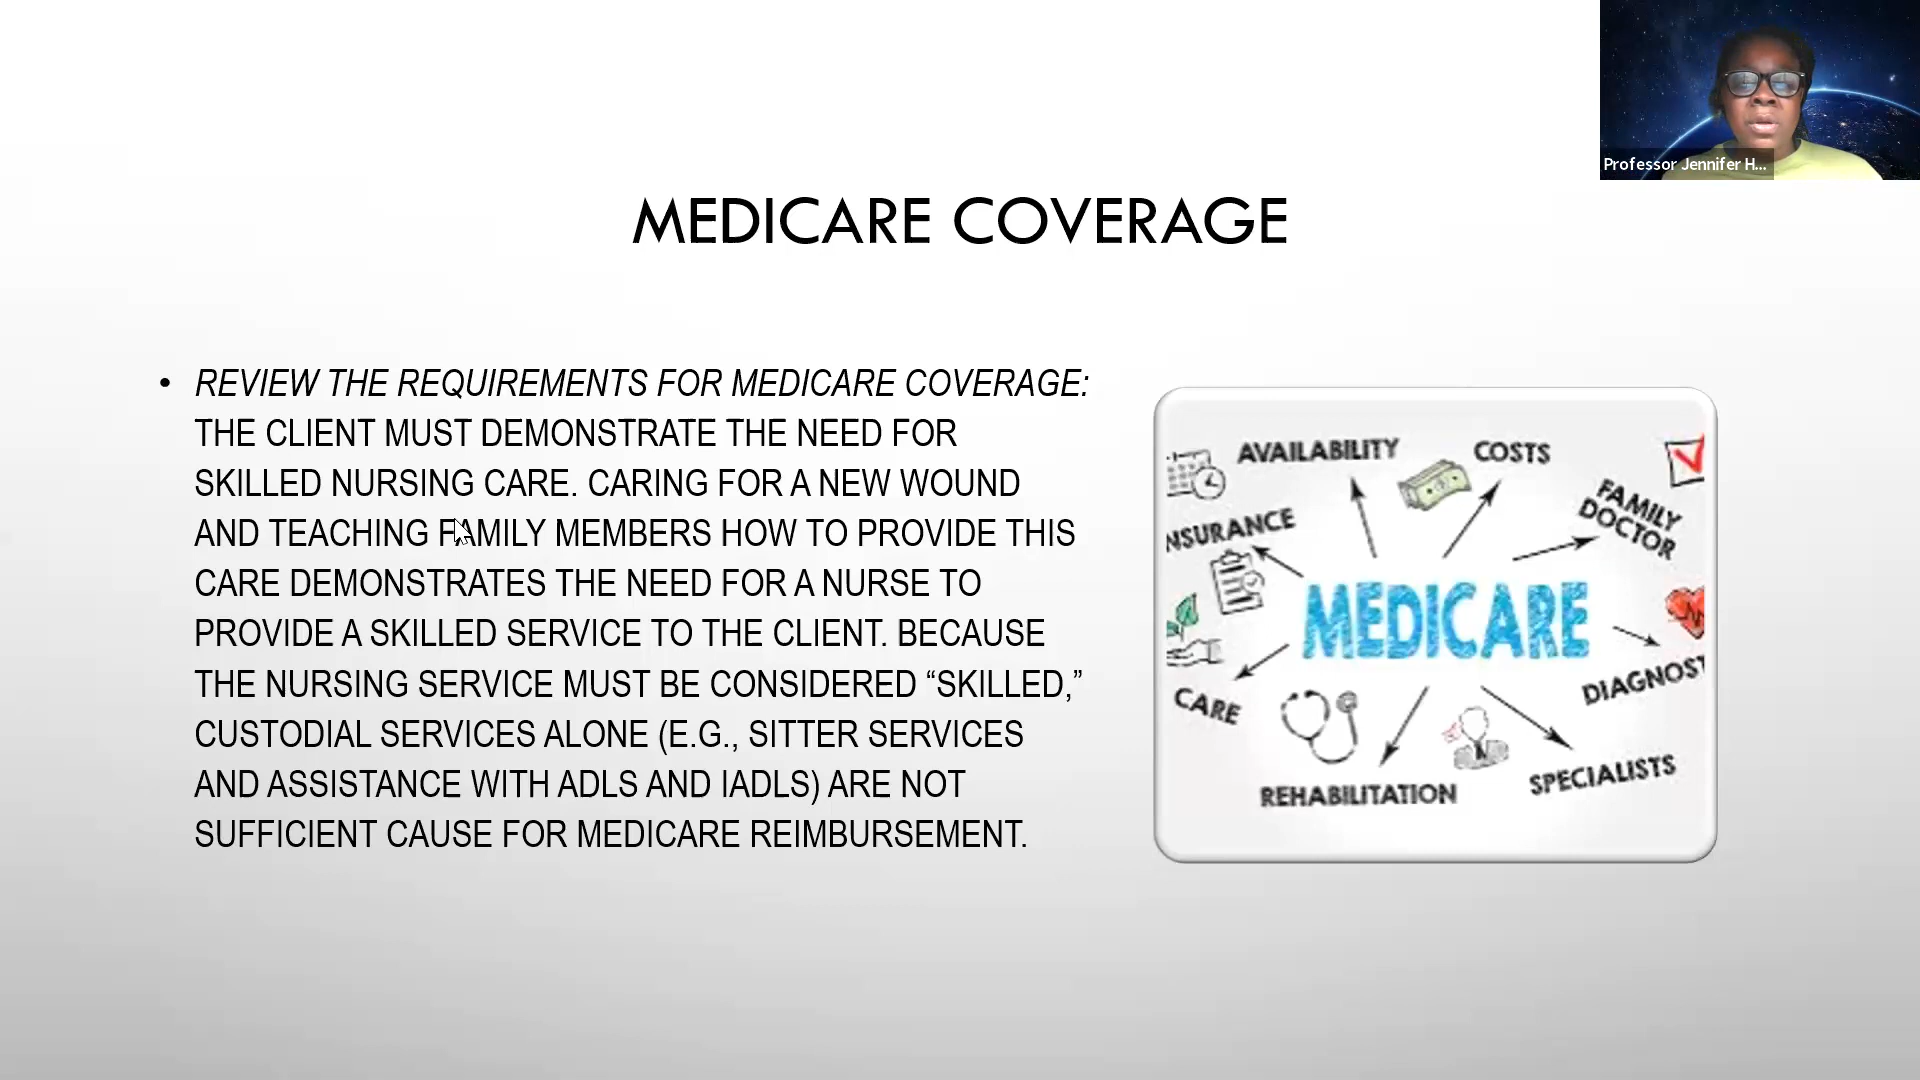 Professor Jennifer H...
MEDICARE COVERAGE
• REVIEW THE REQUIREMENTS FOR MEDICARE COVERAGE:
THE CLIENT MUST DEMONSTRATE THE NEED FOR
SKILLED NURSING CARE. CARING FOR A NEW WOUND
AND TEACHING FAMILY MEMBERS HOW TO PROVIDE THIS
CARE DEMONSTRATES THE NEED FOR A NURSE TO
PROVIDE A SKILLED SERVICE TO THE CLIENT. BECAUSE
THE NURSING SERVICE MUST BE CONSIDERED “SKILLED,”
CUSTODIAL SERVICES ALONE (E.G., SITTER SERVICES
AND ASSISTANCE WITH ADLS AND IADLS) ARE NOT
SUFFICIENT CAUSE FOR MEDICARE REIMBURSEMENT.
AVAILABILITY
COSTS
FAMILY
DOCTOR
NSURANCE
MEDICARE
DIAGNOST
CARE
SPECIALISTS
REHABILITATION